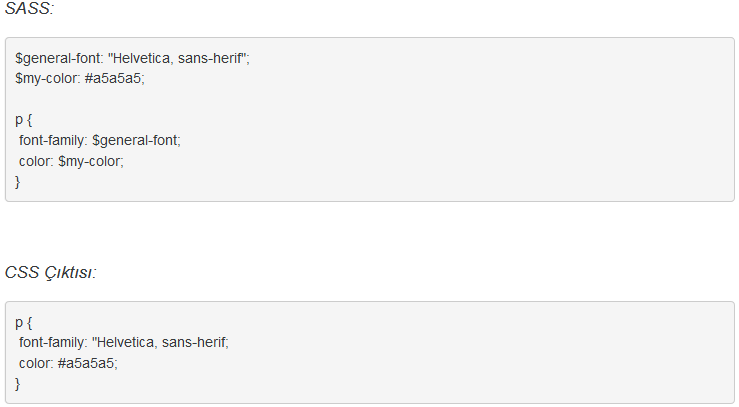 SASS:
$general-font: "Helvetica, sans-herif";
$my-color: #a5a5a5;
p {
font-family: $general-font;
color: $my-color;
}
CSS Çıktısı:
p {
font-family: "Helvetica, sans-herif;
color: #a5a5a5;
}